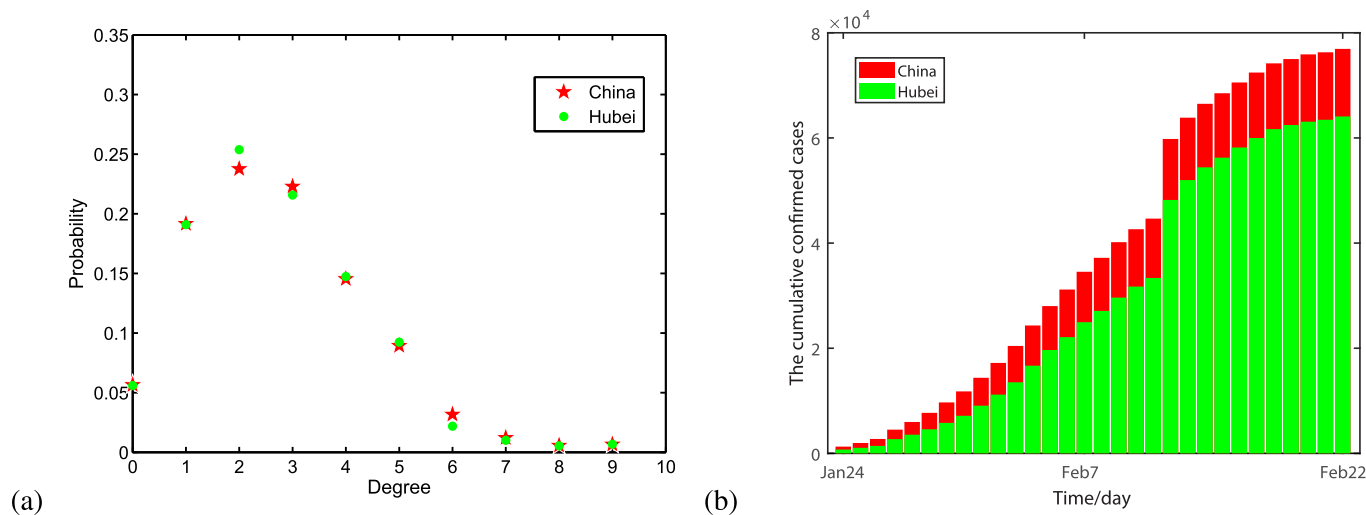 0.35
0.3
0.25
0.2
0.15
0.1
0.05
0
Probability
China
Hubei
0 1 2 3 4 5 6 7 8 9 10
Degree
(a)
×10⁴
8
6
4
2
0
The cumulative confirmed cases
China
Hubei
Jan24 Feb7 Feb22
Time/day
(b)